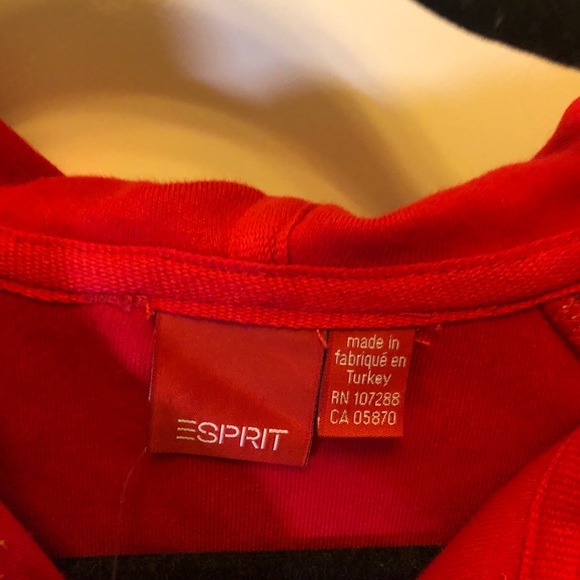 ESPRIT
made in
fabriqué en
Turkey
RN 107288
CA 05870